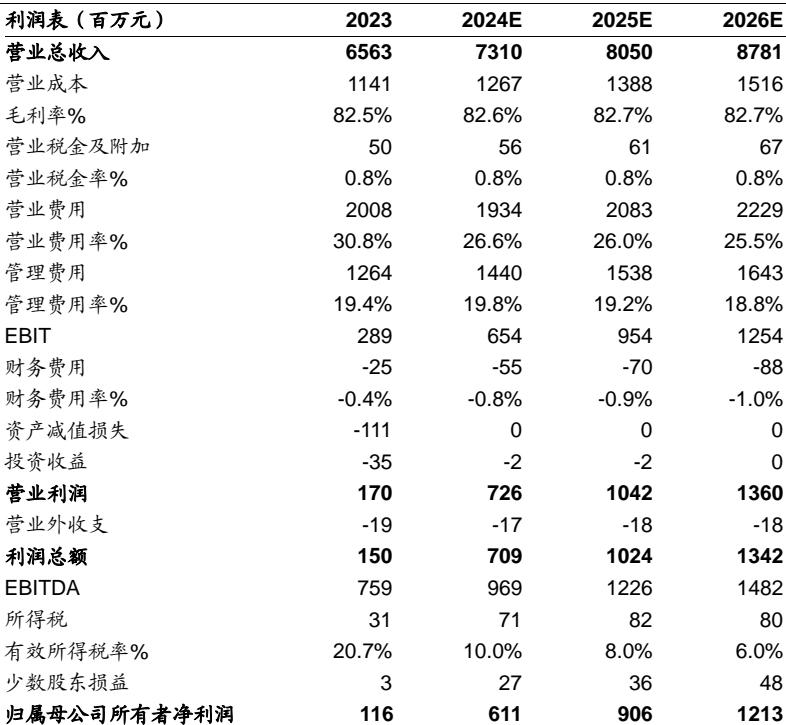 利润表（百万元） 2023 2024E 2025E 2026E
营业总收入 6563 7310 8050 8781
营业成本 1141 1267 1388 1516
毛利率% 82.5% 82.6% 82.7% 82.7%
营业税金及附加 50 56 61 67
营业税金率% 0.8% 0.8% 0.8% 0.8%
营业费用 2008 1934 2083 2229
营业费用率% 30.8% 26.6% 26.0% 25.5%
管理费用 1264 1440 1538 1643
管理费用率% 19.4% 19.8% 19.2% 18.8%
EBIT 289 654 954 1254
财务费用 -25 -55 -70 -88
财务费用率% -0.4% -0.8% -0.9% -1.0%
资产减值损失 -111 0 0 0
投资收益 -35 -2 -2 0
营业利润 170 726 1042 1360
营业外收支 -19 -17 -18 -18
利润总额 150 709 1024 1342
EBITDA 759 969 1226 1482
所得税 31 71 82 80
有效所得税率% 20.7% 10.0% 8.0% 6.0%
少数股东损益 3 27 36 48
归属母公司所有者净利润 116 611 906 1213